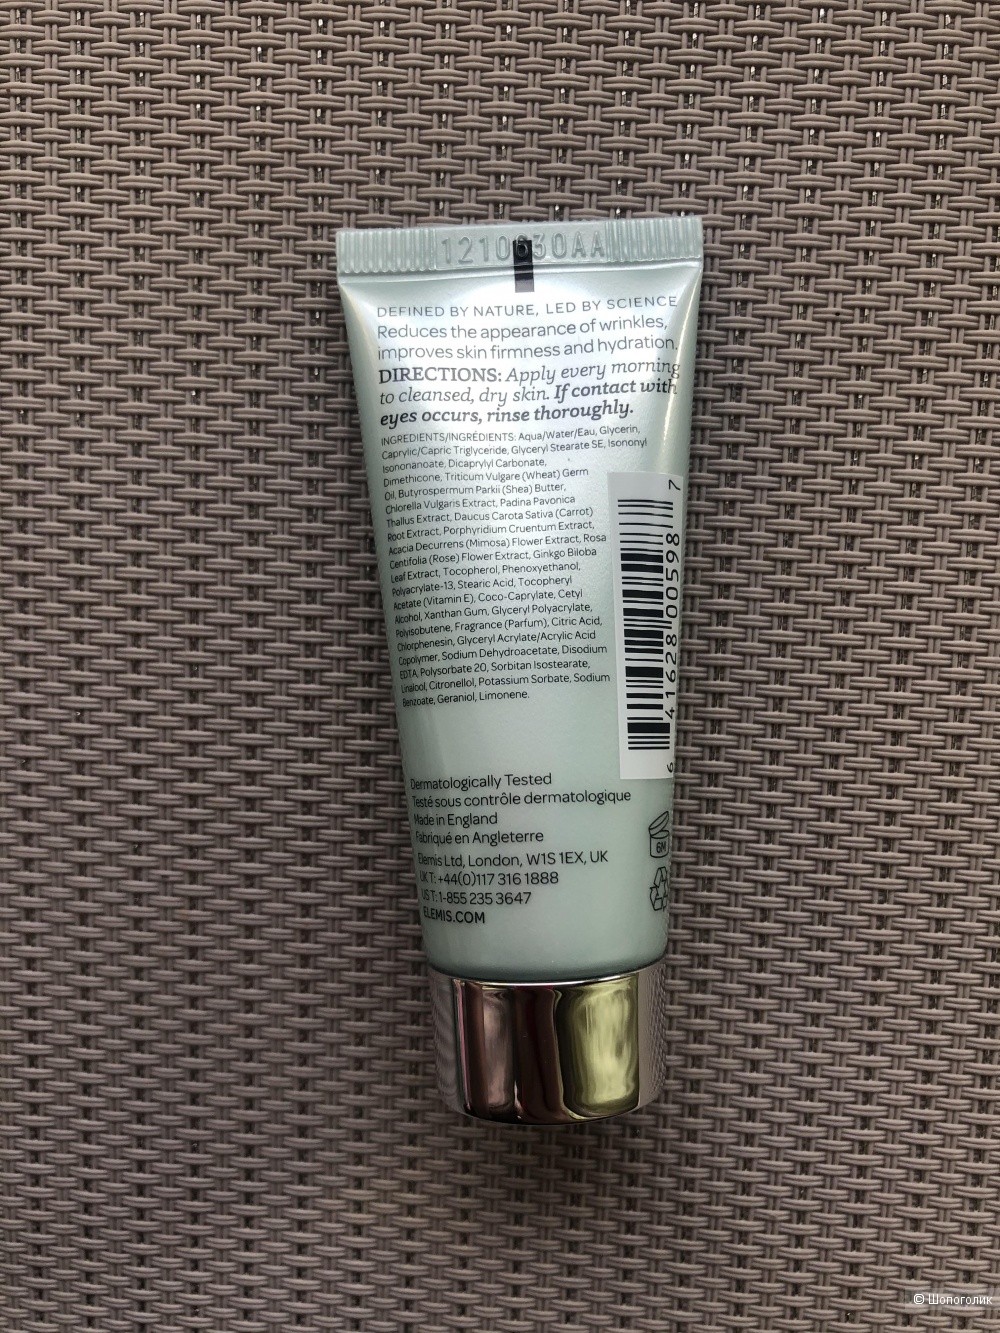 1210630AA
DEFINED BY NATURE, LED BY SCIENCE
Reduces the appearance of wrinkles,
improves skin firmness and hydration.
DIRECTIONS: Apply every morning
to cleansed, dry skin. If contact with
eyes occurs, rinse thoroughly.
INGREDIENTS/INGRÉDIENTS: Aqua/Water/Eau, Glycerin,
Caprylic/Capric Triglyceride, Glyceryl Stearate SE, Isononyl
Isononanoate, Dicaprylyl Carbonate,
Dimethicone, Triticum Vulgare (Wheat) Germ
Oil, Butyrospermum Parkii (Shea) Butter,
Chlorella Vulgaris Extract, Padina Pavonica
Thallus Extract, Daucus Carota Sativa (Carrot)
Root Extract, Porphyridium Cruentum Extract,
Acacia Decurrens (Mimosa) Flower Extract, Rosa
Centifolia (Rose) Flower Extract, Ginkgo Biloba
Leaf Extract, Tocopherol, Phenoxyethanol,
Polyacrylate-13, Stearic Acid, Tocopheryl
Acetate (Vitamin E), Coco-Caprylate, Cetyl
Alcohol, Xanthan Gum, Glyceryl Polyacrylate,
Polyisobutene, Fragrance (Parfum), Citric Acid,
Chlorphenesin, Glyceryl Acrylate/Acrylic Acid
Copolymer, Sodium Dehydroacetate, Disodium
EDTA, Polysorbate 20, Sorbitan Isostearate,
Linalool, Citronellol, Potassium Sorbate, Sodium
Benzoate, Geraniol, Limonene.
6 41628 00598 7
Dermatologically Tested
Testé sous contrôle dermatologique
Made in England
Fabriqué en Angleterre
Elemis Ltd, London, W1S 1EX, UK
UK T: +44(0)117 316 1888
US T: 1-855 235 3647
ELEMIS.COM
6M
© Шопоголик